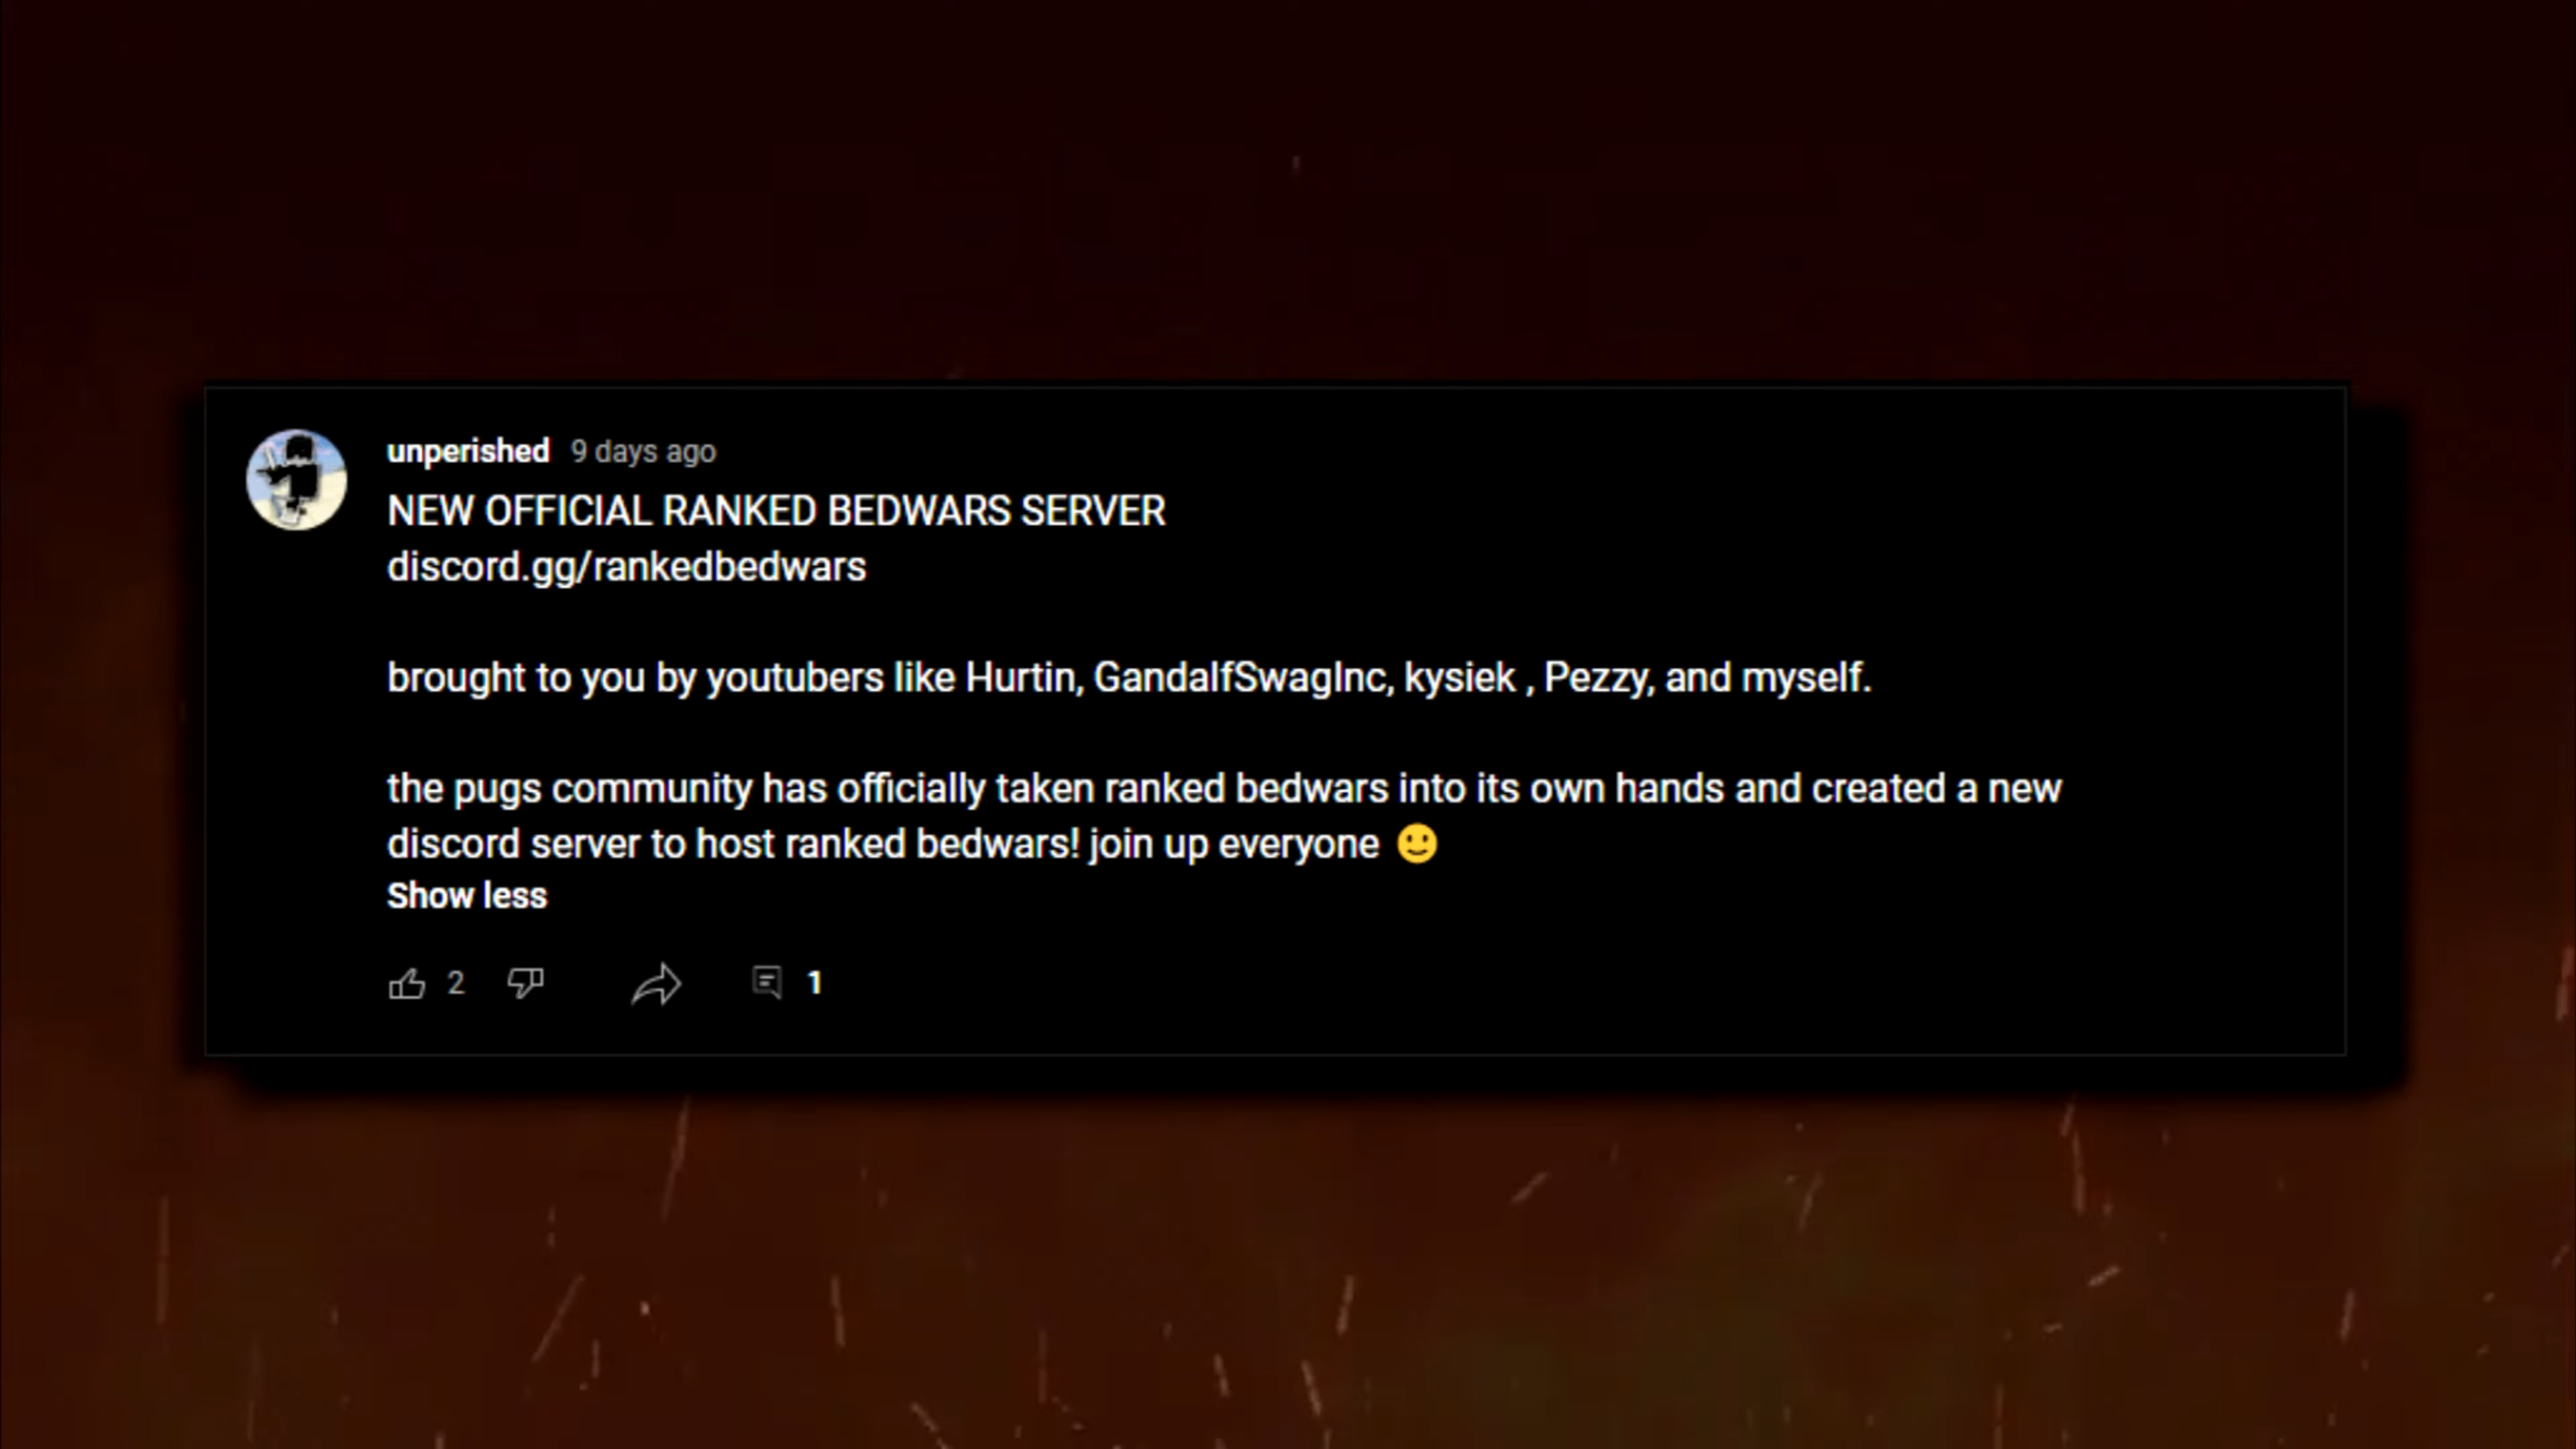 unperished 9 days ago
NEW OFFICIAL RANKED BEDWARS SERVER
discord.gg/rankedbedwars
brought to you by youtubers like Hurtin, GandalfSwagInc, kysiek , Pezzy, and myself.
the pugs community has officially taken ranked bedwars into its own hands and created a new
discord server to host ranked bedwars! join up everyone 🙂
Show less
2 1